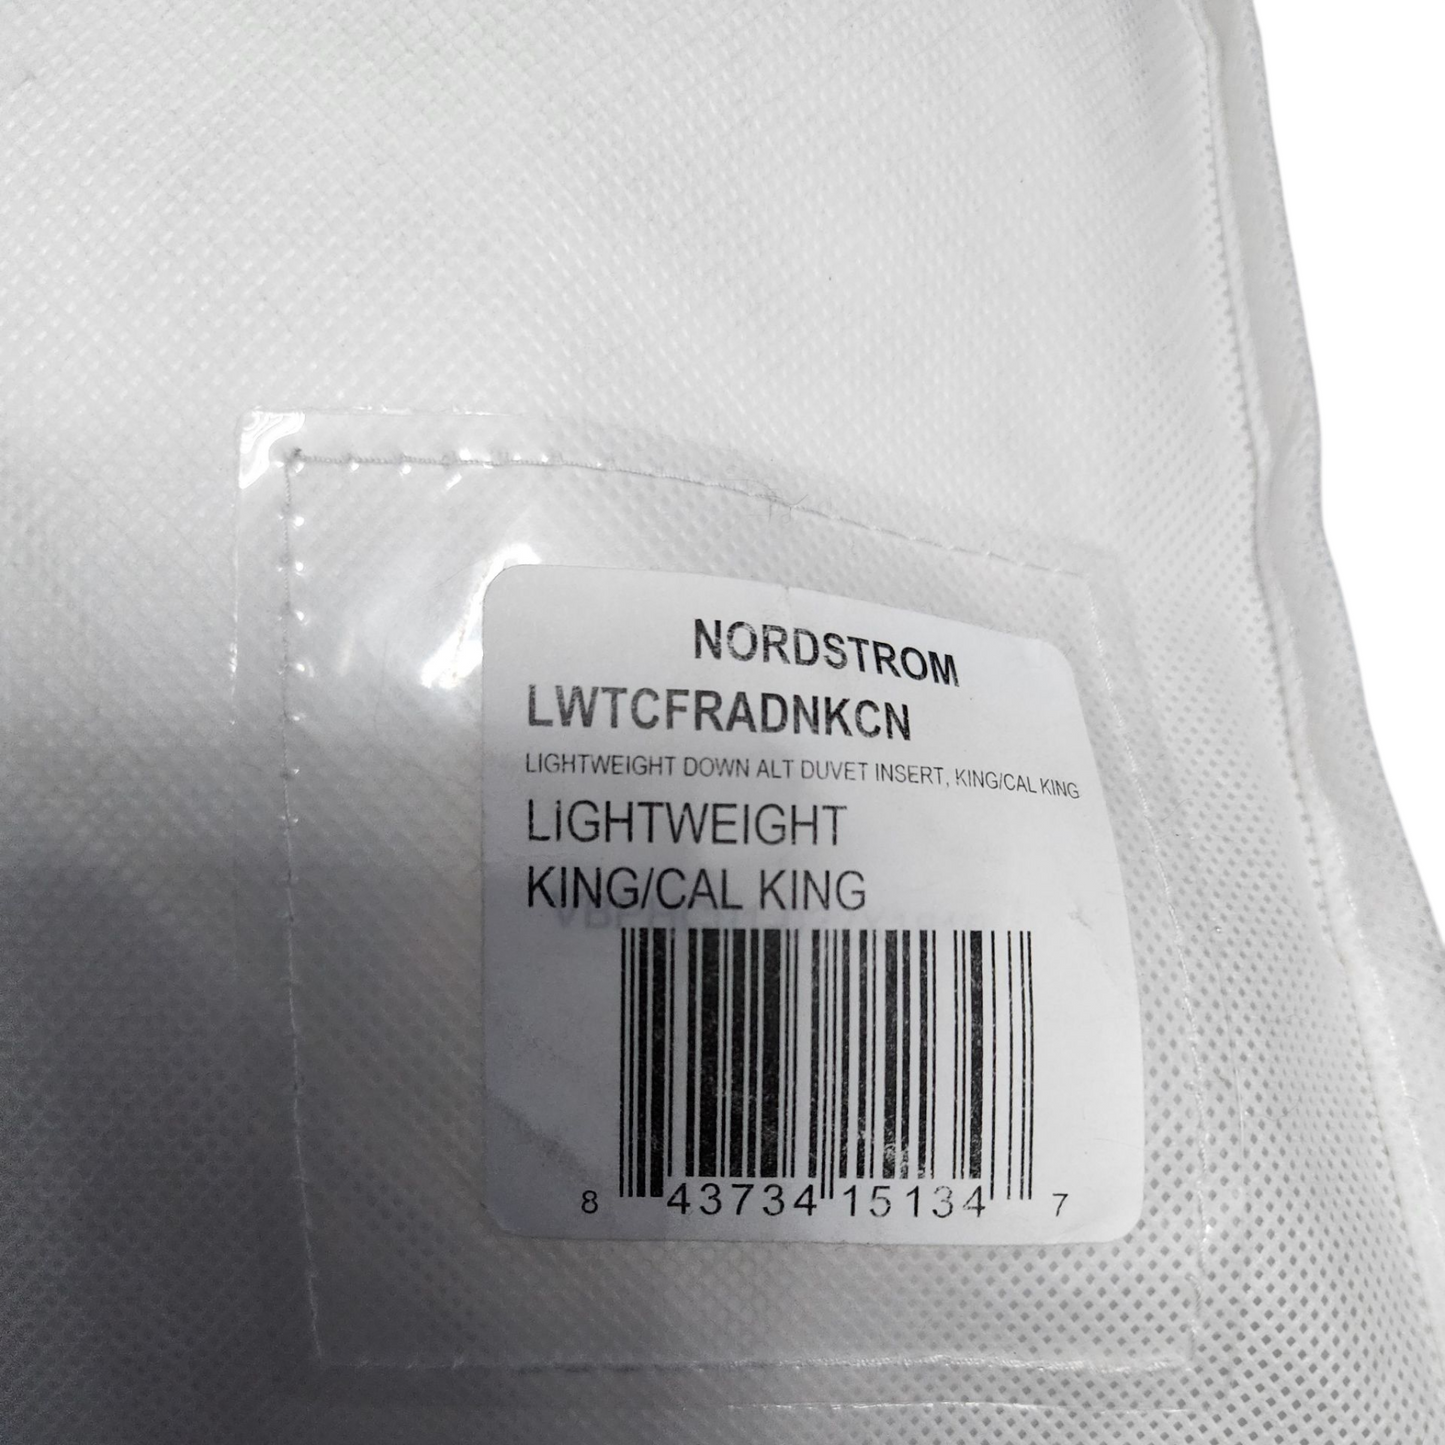 NORDSTROM
LWTCFRADNKCN
LIGHTWEIGHT DOWN ALT DUVET INSERT, KING/CAL KING
LIGHTWEIGHT
KING/CAL KING
8 43734 15134 7